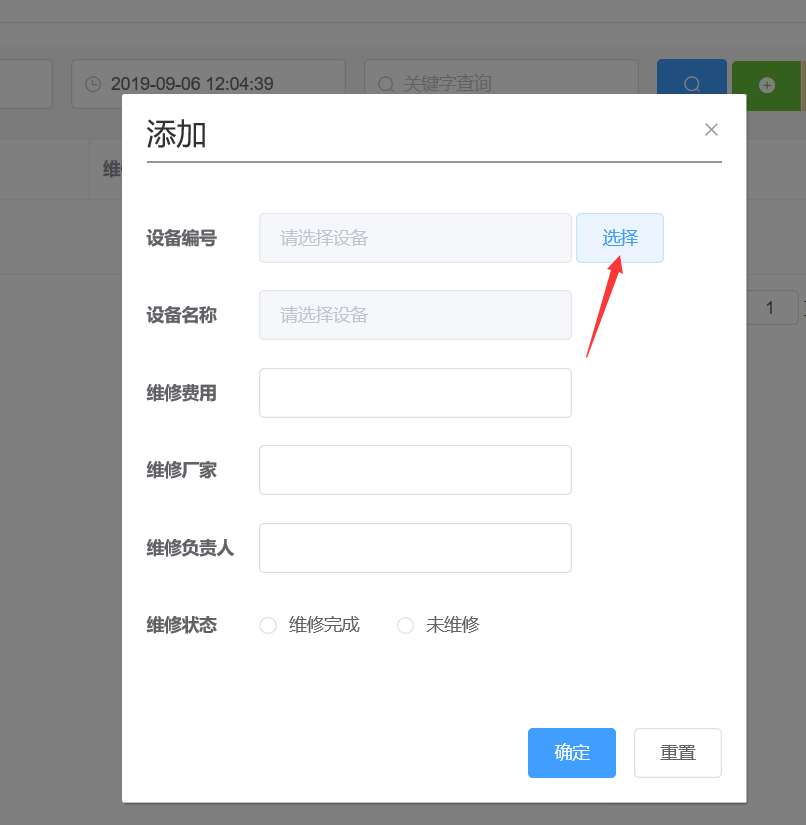 2019-09-06 12:04:39
关键字查询
添加
维
设备编号
请选择设备
选择
设备名称
请选择设备
1
维修费用
维修厂家
维修负责人
维修状态
维修完成
未维修
确定
重置